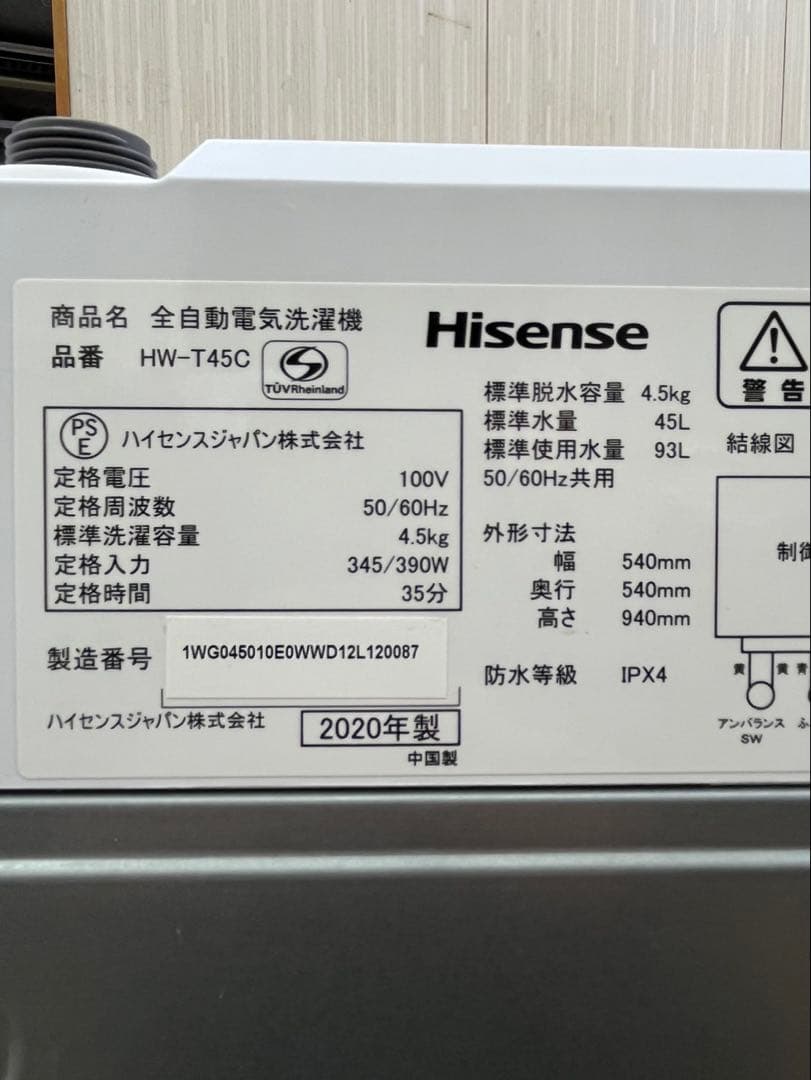 商品名 全自動電気洗濯機
品番 HW-T45C
TÜVRheinland
Hisense
PS
E
ハイセンスジャパン株式会社
定格電圧 100V
定格周波数 50/60Hz
標準洗濯容量 4.5kg
定格入力 345/390W
定格時間 35分
製造番号 1WG045010E0WWD12L120087
ハイセンスジャパン株式会社 2020年製
中国製
標準脱水容量 4.5kg
標準水量 45L
標準使用水量 93L
50/60Hz共用
外形寸法
幅 540mm
奥行 540mm
高さ 940mm
防水等級 IPX4
警告
結線図
制御
黄 黄 青
アンバランス ふ
SW